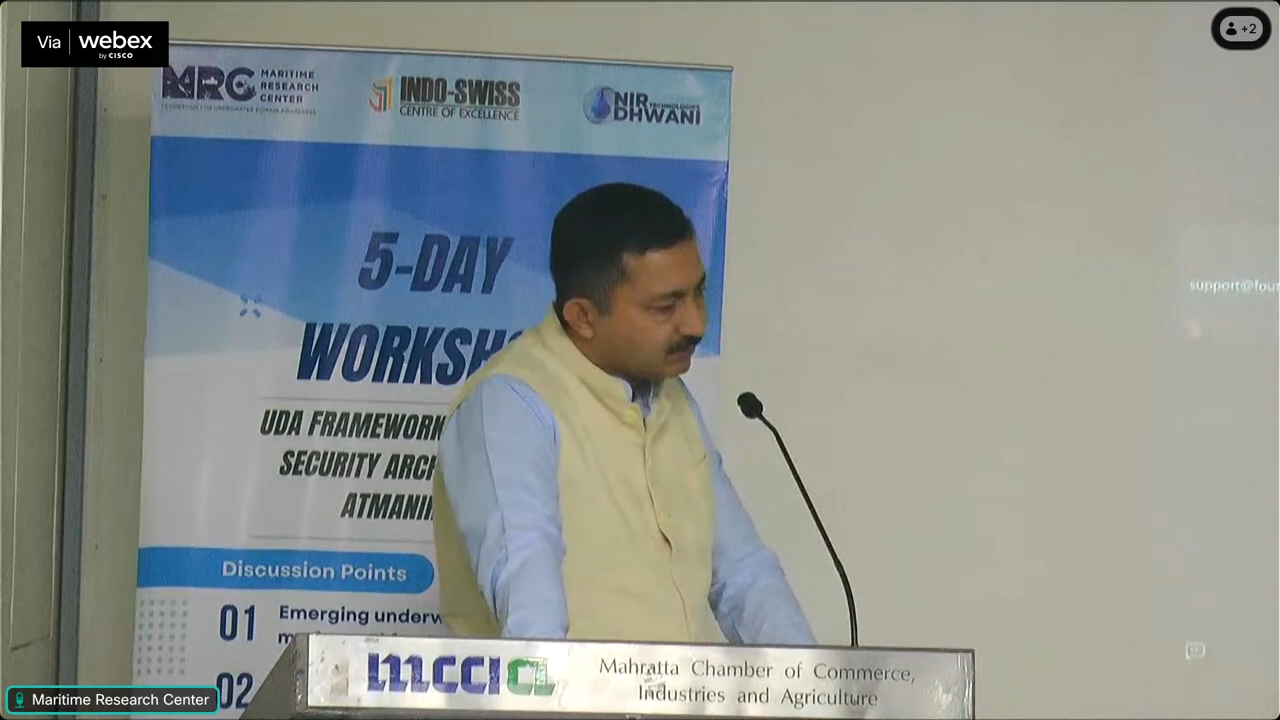 Via webex
by CISCO
+2
MRC MARITIME
RESEARCH
CENTER
FOUNDATION FOR UNDERWATER DOMAIN AWARENESS
INDO-SWISS
CENTRE OF EXCELLENCE
NIR TECHNOLOGIES
DHWANI
5-DAY
WORKSH
UDA FRAMEWORK
SECURITY ARC
ATMANI
support@four
Discussion Points
01 Emerging underw
02
mccia Mahratta Chamber of Commerce,
Industries and Agriculture
Maritime Research Center